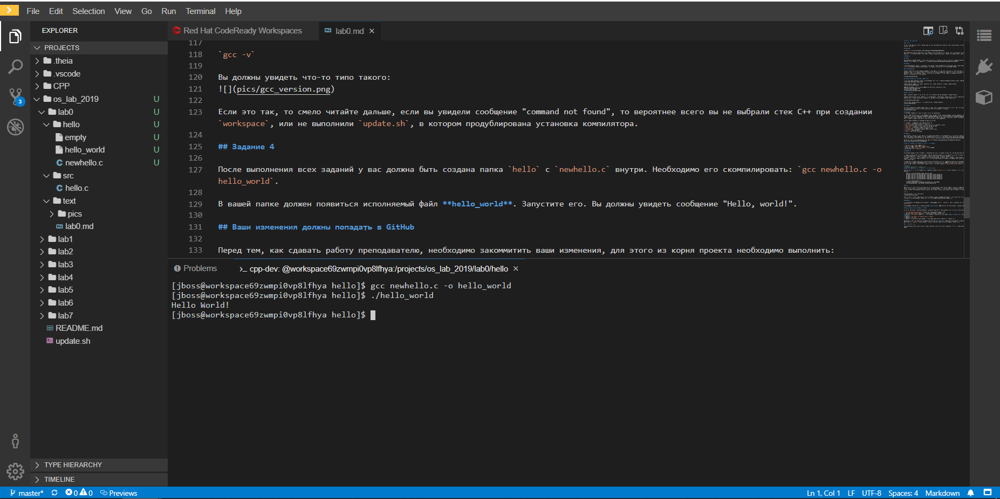 File Edit Selection View Go Run Terminal Help
EXPLORER
PROJECTS
.theia
.vscode
CPP
os_lab_2019 U
lab0 U
hello U
empty U
hello_world U
newhello.c U
src
hello.c
text
pics
lab0.md
lab1
lab2
lab3
lab4
lab5
lab6
lab7
README.md
update.sh
TYPE HIERARCHY
TIMELINE
3
Red Hat CodeReady Workspaces lab0.md
117
118 `gcc -v`
119
120 Вы должны увидеть что-то типо такого:
121 ![](pics/gcc_version.png)
122
123 Если это так, то смело читайте дальше, если вы увидели сообщение "command not found", то вероятнее всего вы не выбрали стек C++ при создании
`workspace`, или не выполнили `update.sh`, в котором продублирована установка компилятора.
124
125 ## Задание 4
126
127 После выполнения всех заданий у вас должна быть создана папка `hello` с `newhello.c` внутри. Необходимо его скомпилировать: `gcc newhello.c -o
hello_world`.
128
129 В вашей папке должен появиться исполняемый файл **hello_world**. Запустите его. Вы должны увидеть сообщение "Hello, world!".
130
131 ## Ваши изменения должны попадать в GitHub
132
133 Перед тем, как сдавать работу преподавателю, необходимо закоммитить ваши изменения, для этого из корня проекта необходимо выполнить:
Problems >_ cpp-dev: @workspace69zwmpi0vp8lfhya:/projects/os_lab_2019/lab0/hello
[jboss@workspace69zwmpi0vp8lfhya hello]$ gcc newhello.c -o hello_world
[jboss@workspace69zwmpi0vp8lfhya hello]$ ./hello_world
Hello World!
[jboss@workspace69zwmpi0vp8lfhya hello]$
master* 0 0 Previews Ln 1, Col 1 LF UTF-8 Spaces: 4 Markdown